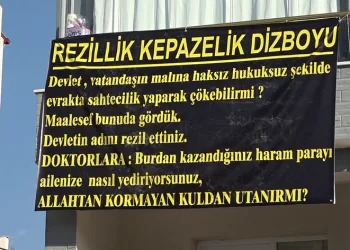 REZİLLİK KEPAZELİK DİZBOYU
Devlet , vatandaşın malına haksız hukuksuz şekilde
evrakta sahtecilik yaparak çökebilirmi ?
Maalesef bunuda gördük.
Devletin adını rezil ettiniz.
DOKTORLARA : Burdan kazandığınız haram parayı
ailenize nasıl yediriyorsunuz,
ALLAHTAN KORMAYAN KULDAN UTANIRMI?